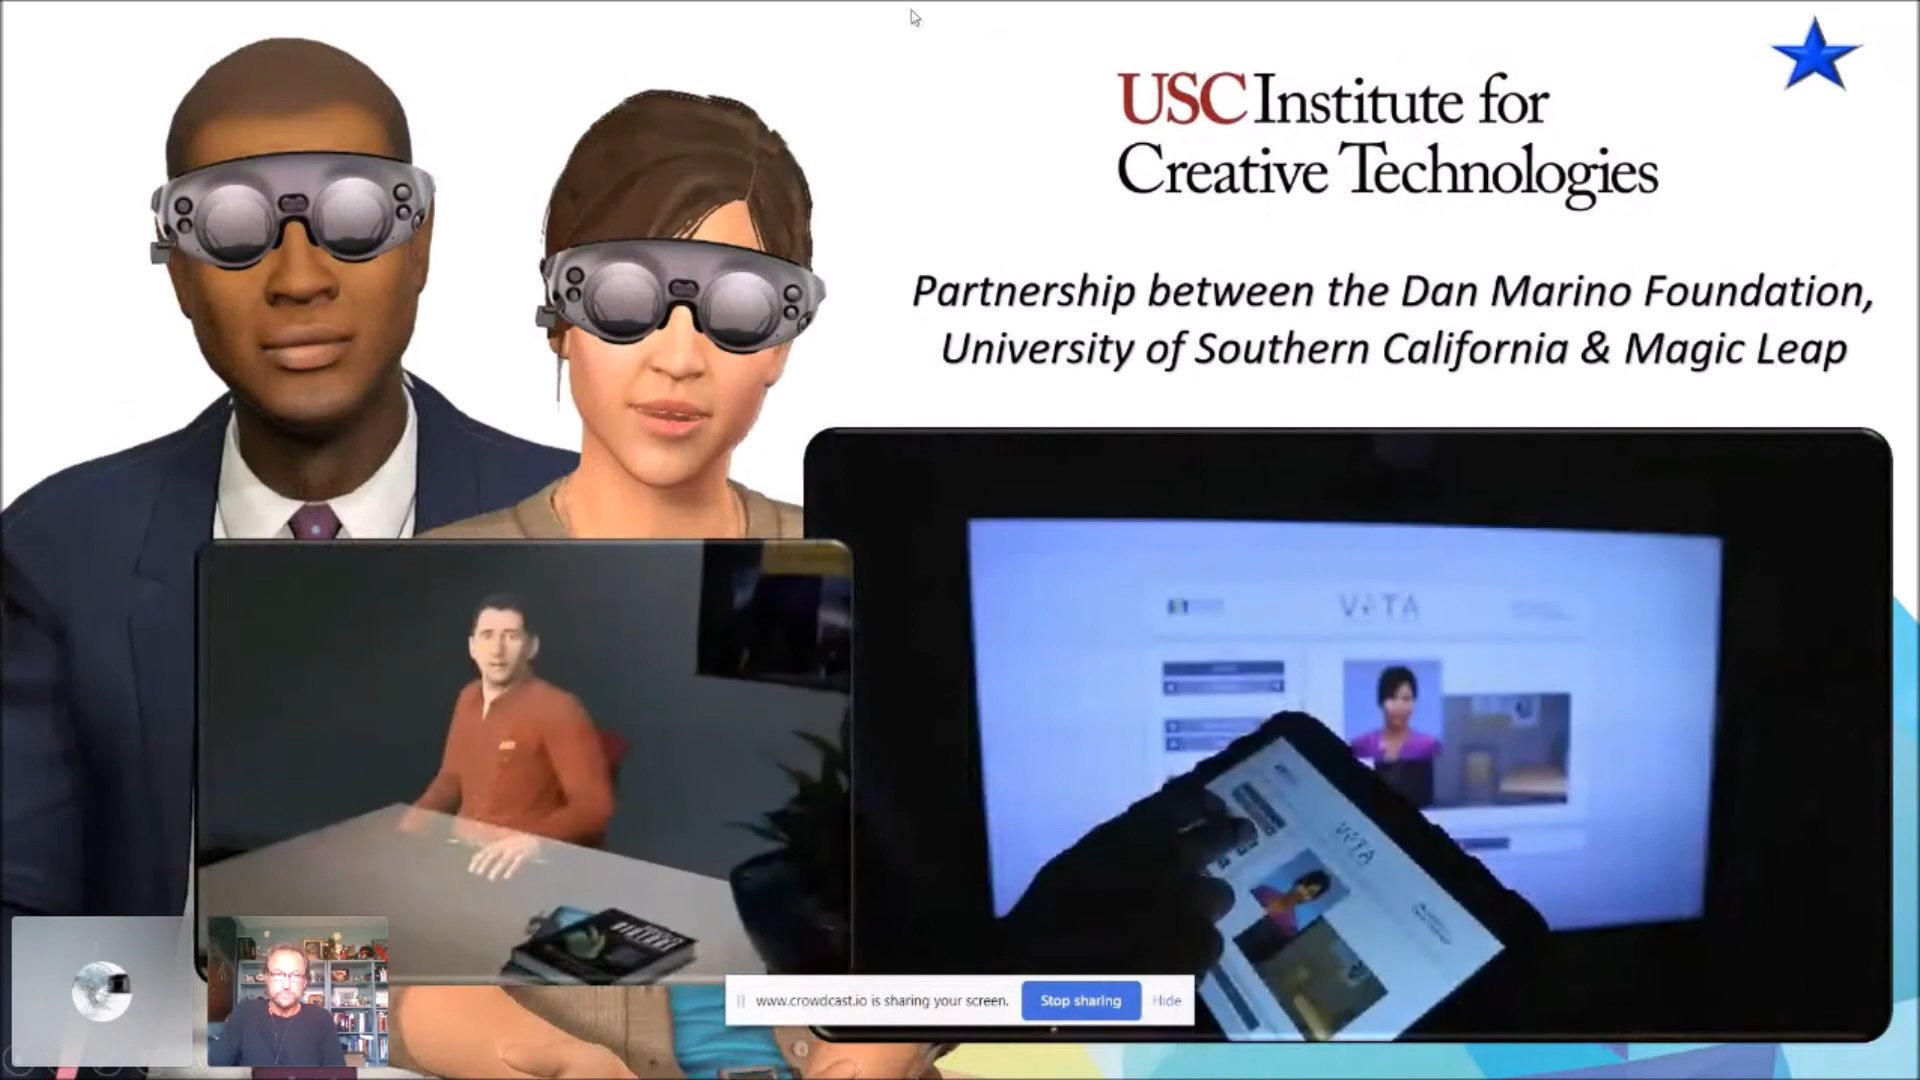 USC Institute for
Creative Technologies
Partnership between the Dan Marino Foundation,
University of Southern California & Magic Leap
VITA
VITA
www.crowdcast.io is sharing your screen.
Stop sharing
Hide